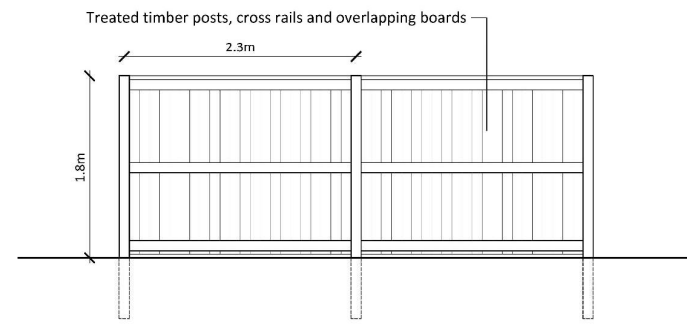 Treated timber posts, cross rails and overlapping boards
2.3m
1.8m